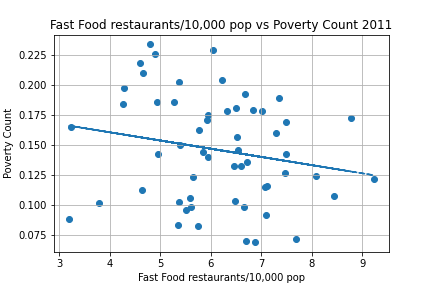 Fast Food restaurants/10,000 pop vs Poverty Count 2011
0.225
0.200
0.175
0.150
0.125
0.100
0.075
Poverty Count
3 4 5 6 7 8 9
Fast Food restaurants/10,000 pop